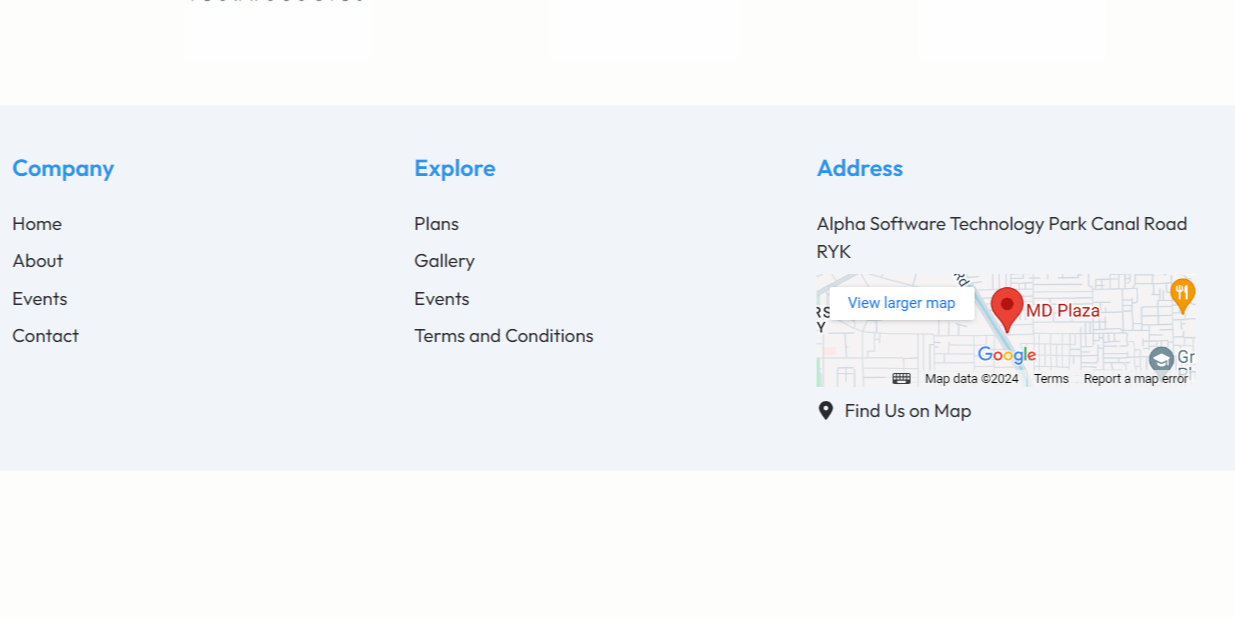 Company
Home
About
Events
Contact
Explore
Plans
Gallery
Events
Terms and Conditions
Address
Alpha Software Technology Park Canal Road
RYK
View larger map
MD Plaza
Google
Gr
Map data ©2024 Terms Report a map error
Find Us on Map